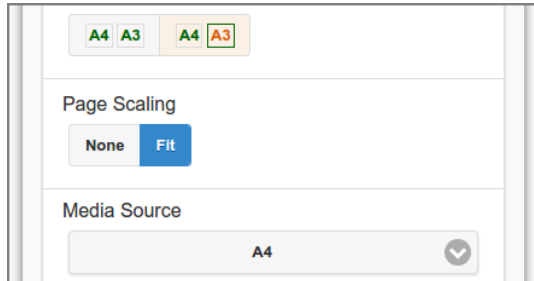 A4 A3 A4 A3
Page Scaling
None Fit
Media Source
A4